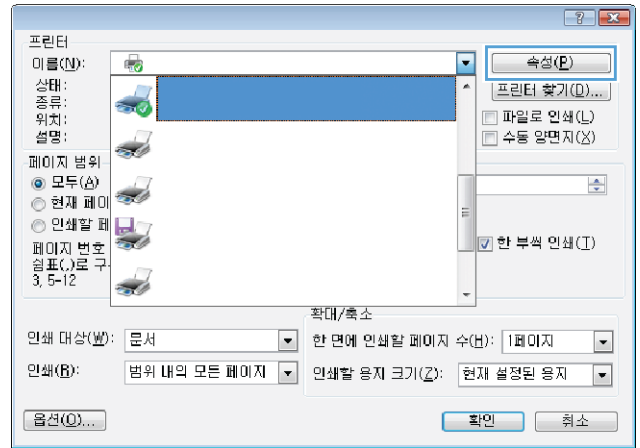 프린터
이름(N):
속성(P)
상태:
프린터 찾기(D)...
종류:
위치:
파일로 인쇄(L)
설명:
수동 양면지(X)
페이지 범위
모두(A)
현재 페이
인쇄할 페
페이지 번호
쉼표(,)로 구
3, 5-12
한 부씩 인쇄(T)
확대/축소
인쇄 대상(W): 문서
한 면에 인쇄할 페이지 수(H): 1페이지
인쇄(R): 범위 내의 모든 페이지
인쇄할 용지 크기(Z): 현재 설정된 용지
옵션(O)...
확인
취소